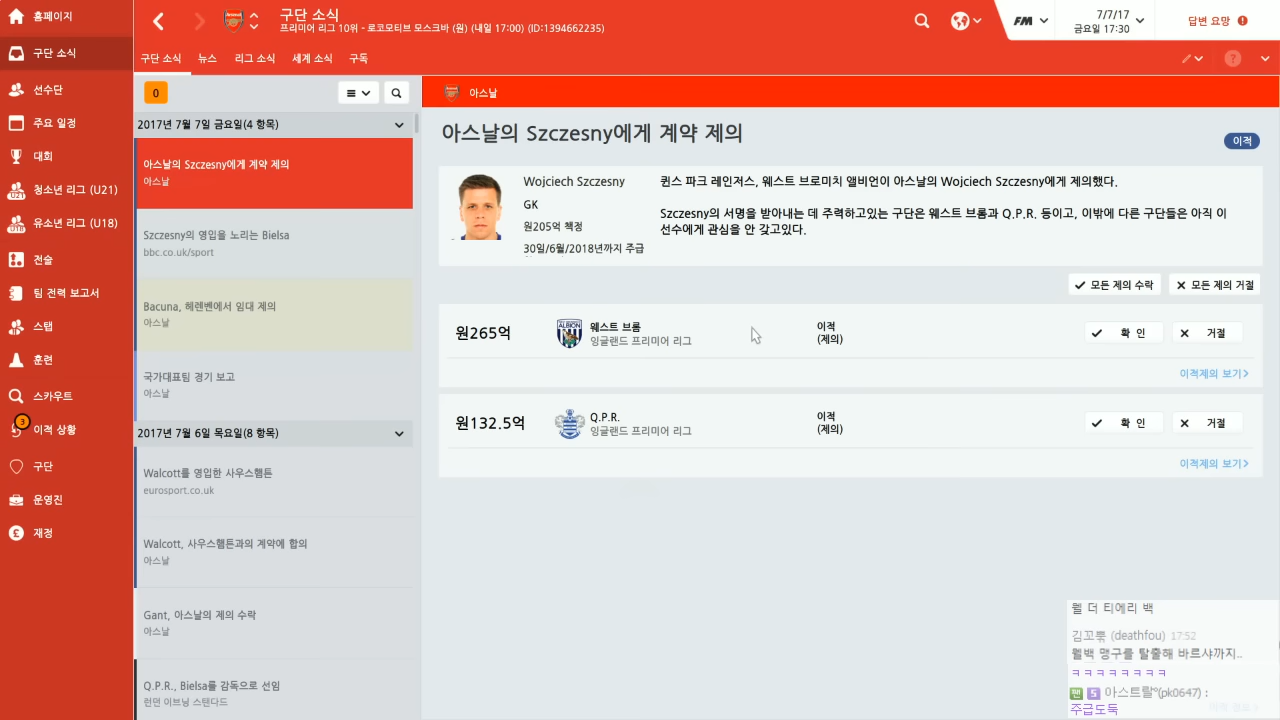 홈페이지
구단 소식
선수단
주요 일정
대회
청소년 리그 (U21)
유소년 리그 (U18)
전술
팀 전력 보고서
스탭
훈련
스카우트
3
이적 상황
구단
운영진
재정
구단 소식
프리미어 리그 10위 - 로코모티브 모스크바 (원) (내일 17:00) (ID:1394662235)
FM
7/7/17
금요일 17:30
답변 요망
구단 소식 뉴스 리그 소식 세계 소식 구독
0
2017년 7월 7일 금요일(4 항목)
아스날의 Szczesny에게 계약 제의
아스날
Szczesny의 영입을 노리는 Bielsa
bbc.co.uk/sport
Bacuna, 헤렌벤에서 임대 제의
아스날
국가대표팀 경기 보고
아스날
2017년 7월 6일 목요일(8 항목)
Walcott를 영입한 사우스햄튼
eurosport.co.uk
Walcott, 사우스햄튼과의 계약에 합의
아스날
Gant, 아스날의 제의 수락
아스날
Q.P.R., Bielsa를 감독으로 선임
런던 이브닝 스탠다드
아스날
아스날의 Szczesny에게 계약 제의
이적
Wojciech Szczesny
GK
원205억 책정
30일/6월/2018년까지 주급
퀸스 파크 레인저스, 웨스트 브로미치 앨비언이 아스날의 Wojciech Szczesny에게 제의했다.
Szczesny의 서명을 받아내는 데 주력하고있는 구단은 웨스트 브롬과 Q.P.R. 등이고, 이밖에 다른 구단들은 아직 이
선수에게 관심을 안 갖고있다.
모든 제의 수락 모든 제의 거절
원265억
웨스트 브롬
잉글랜드 프리미어 리그
이적
(제의)
확 인 거절
이적제의 보기>
원132.5억
Q.P.R.
잉글랜드 프리미어 리그
이적
(제의)
확 인 거절
이적제의 보기>
웰 더 티에리 백
(deathfou) 17:52
웰백 맹구를 탈출해 바르샤까지..
ㅋㅋㅋㅋㅋㅋㅋㅋ
팬 S 아스트랄°(pk0647) :
주급도둑